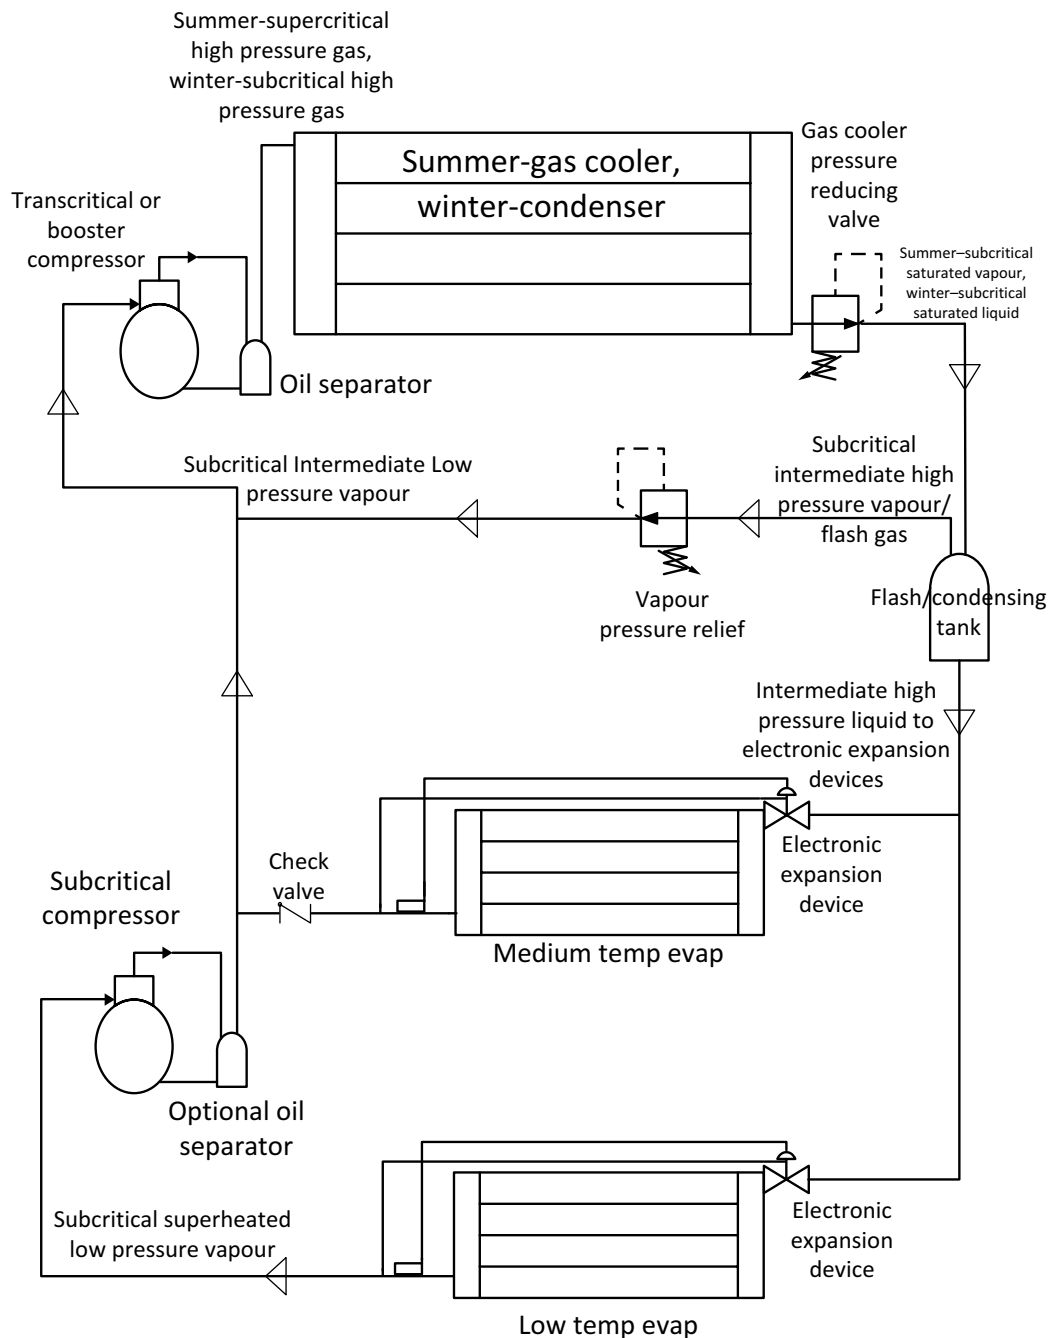 Summer-supercritical
high pressure gas,
winter-subcritical high
pressure gas
Summer-gas cooler,
winter-condenser
Gas cooler
pressure
reducing
valve
Transcritical or
booster
compressor
Summer–subcritical
saturated vapour,
winter–subcritical
saturated liquid
Oil separator
Subcritical Intermediate Low
pressure vapour
Subcritical
intermediate high
pressure vapour/
flash gas
Vapour
pressure relief
Flash/condensing
tank
Intermediate high
pressure liquid to
electronic expansion
devices
Check
valve
Electronic
expansion
device
Subcritical
compressor
Medium temp evap
Optional oil
separator
Subcritical superheated
low pressure vapour
Electronic
expansion
device
Low temp evap